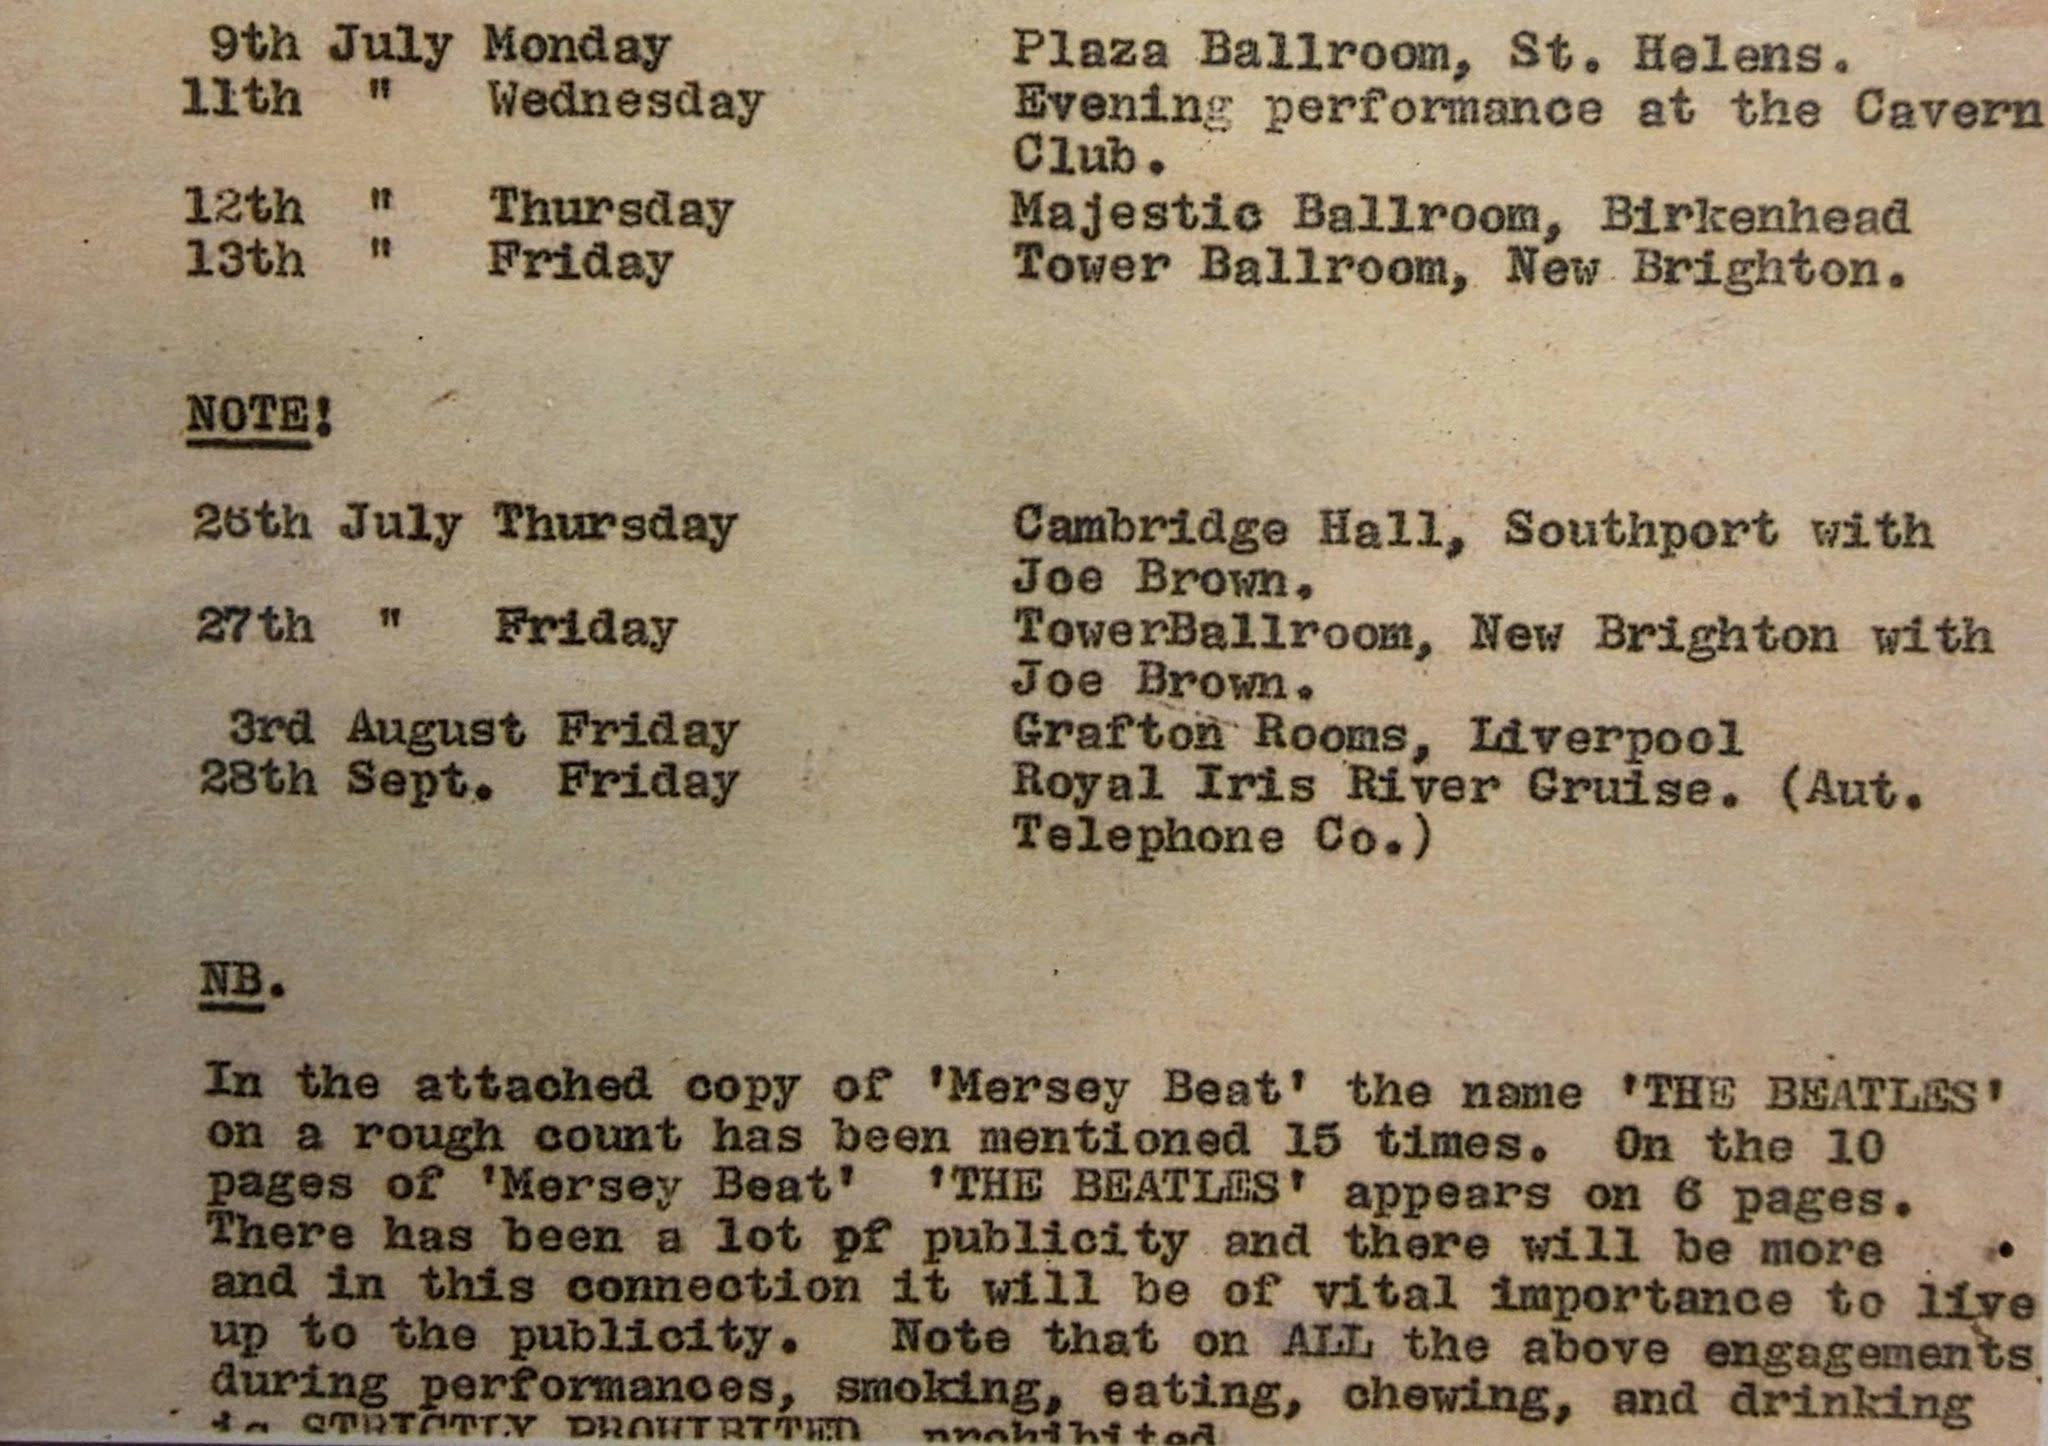 9th July Monday Plaza Ballroom, St. Helens.
11th " Wednesday Evening performance at the Cavern
Club.
12th " Thursday Majestic Ballroom, Birkenhead
13th " Friday Tower Ballroom, New Brighton.
NOTE!
26th July Thursday Cambridge Hall, Southport with
Joe Brown.
27th " Friday TowerBallroom, New Brighton with
Joe Brown.
3rd August Friday Grafton Rooms, Liverpool
28th Sept. Friday Royal Iris River Cruise. (Aut.
Telephone Co.)
NB.
In the attached copy of 'Mersey Beat' the name 'THE BEATLES'
on a rough count has been mentioned 15 times. On the 10
pages of 'Mersey Beat' 'THE BEATLES' appears on 6 pages.
There has been a lot pf publicity and there will be more
and in this connection it will be of vital importance to live
up to the publicity. Note that on ALL the above engagements
during performances, smoking, eating, chewing, and drinking
is STRICTLY PROHIBITED, prohibited.